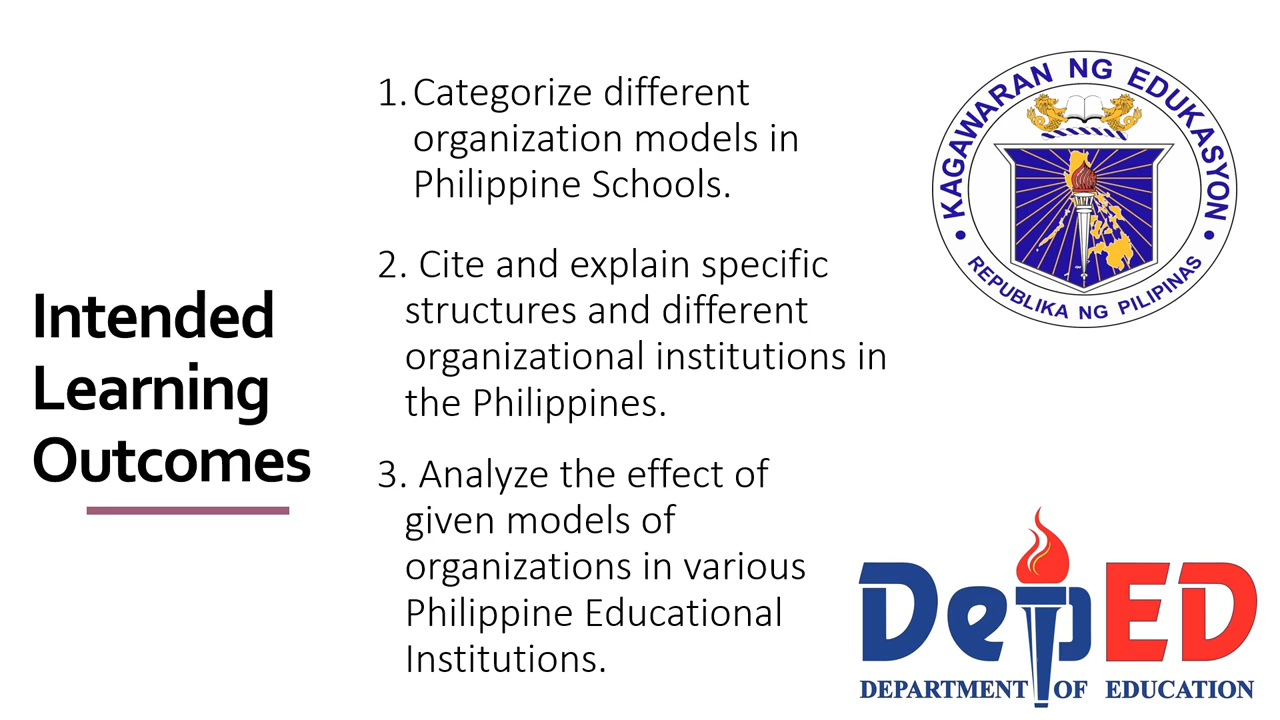 Intended
Learning
Outcomes
1. Categorize different
organization models in
Philippine Schools.
2. Cite and explain specific
structures and different
organizational institutions in
the Philippines.
3. Analyze the effect of
given models of
organizations in various
Philippine Educational
Institutions.
KAGAWARAN NG EDUKASYON
REPUBLIKA NG PILIPINAS
DepED
DEPARTMENT OF EDUCATION